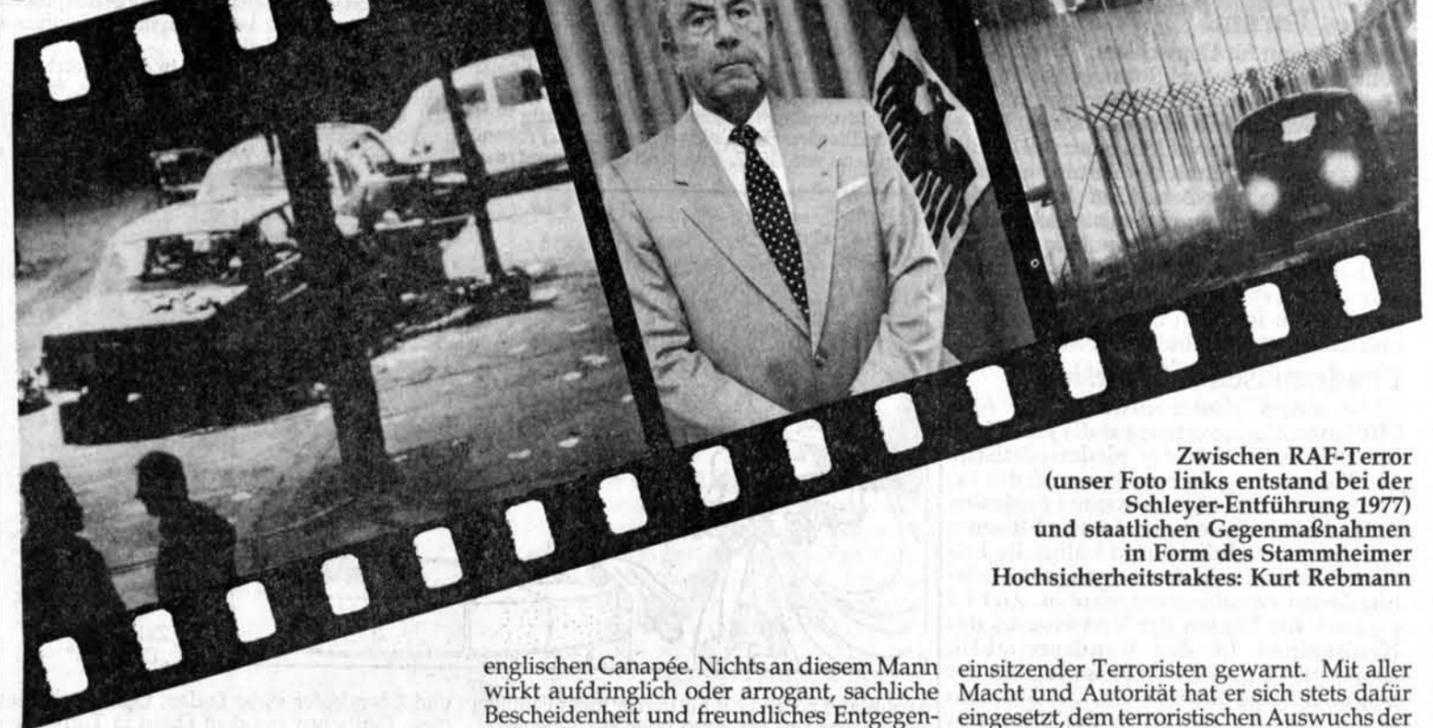 Zwischen RAF-Terror
(unser Foto links entstand bei der
Schleyer-Entführung 1977)
und staatlichen Gegenmaßnahmen
in Form des Stammheimer
Hochsicherheitstraktes: Kurt Rebmann
englischen Canapée. Nichts an diesem Mann
wirkt aufdringlich oder arrogant, sachliche
Bescheidenheit und freundliches Entgegen-
einsitzender Terroristen gewarnt. Mit aller
Macht und Autorität hat er sich stets dafür
eingesetzt, dem terroristischen Auswuchs der